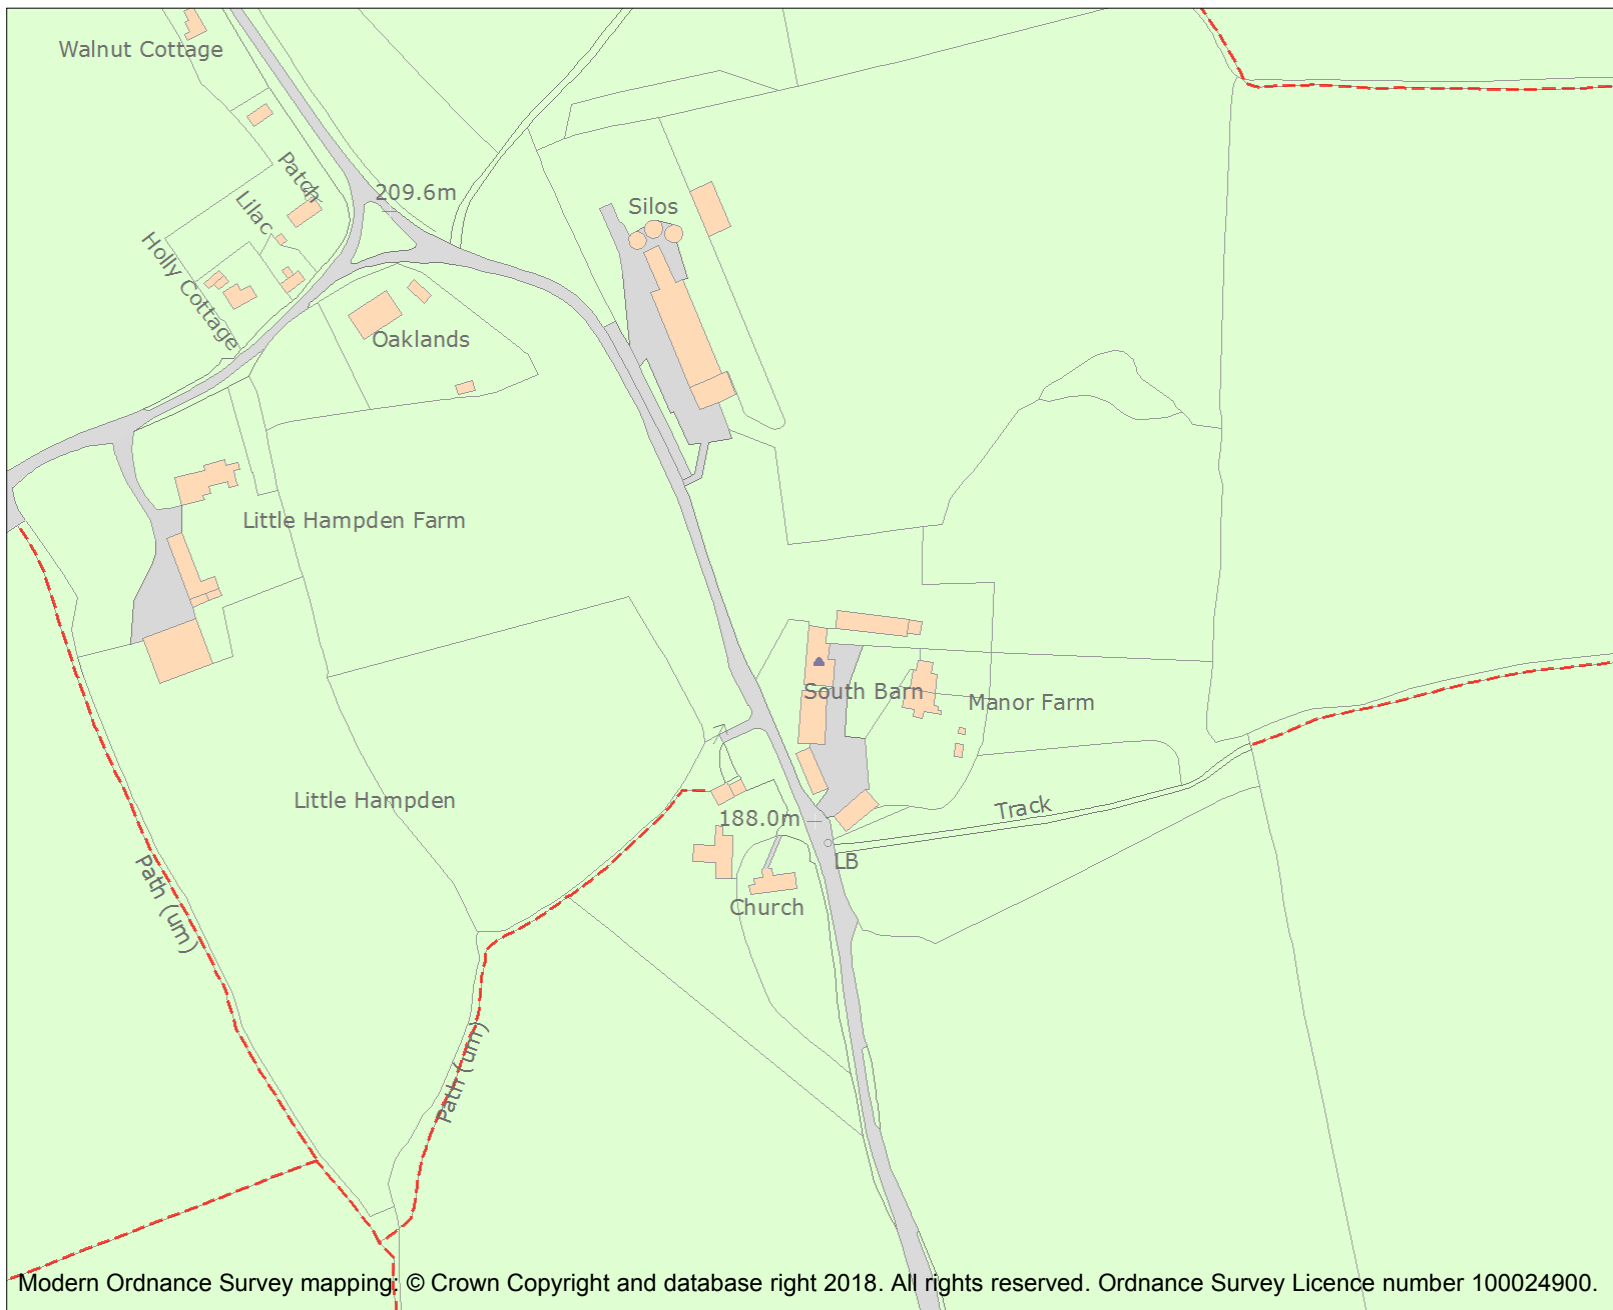 Walnut Cottage
Patch
209.6m
Lilac
Silos
Holly Cottage
Oaklands
Little Hampden Farm
South Barn
Manor Farm
Little Hampden
Track
188.0m
LB
Path (um)
Church
Path (um)
Modern Ordnance Survey mapping: © Crown Copyright and database right 2018. All rights reserved. Ordnance Survey Licence number 100024900.